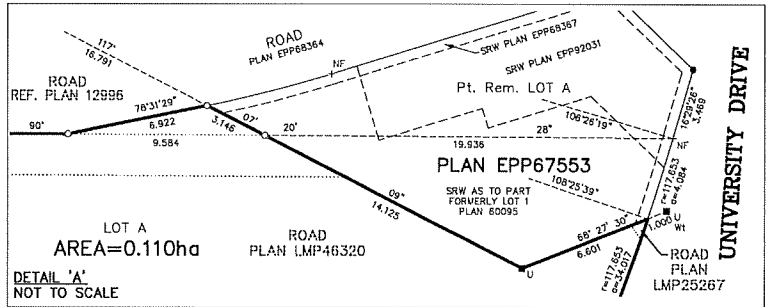 117°
16.791
ROAD
REF. PLAN 12996
ROAD
PLAN EPP68364
NF
SRW PLAN EPP68367
SRW PLAN EPP92031
Pt. Rem. LOT A
UNIVERSITY DRIVE
16°29'26"
3.469
90°
78°31'29"
6.922
9.584
07'
3.146
20'
19.936
28"
106°26'19"
NF
r=117.653
a=4.084
PLAN EPP67553
SRW AS TO PART
FORMERLY LOT 1
PLAN 60095
108°25'39"
09"
14.125
68° 27' 30"
6.601
1.000
U
Wt
U
r=117.653
a=34.017
ROAD
PLAN
LMP25267
LOT A
AREA=0.110ha
ROAD
PLAN LMP46320
DETAIL 'A'
NOT TO SCALE